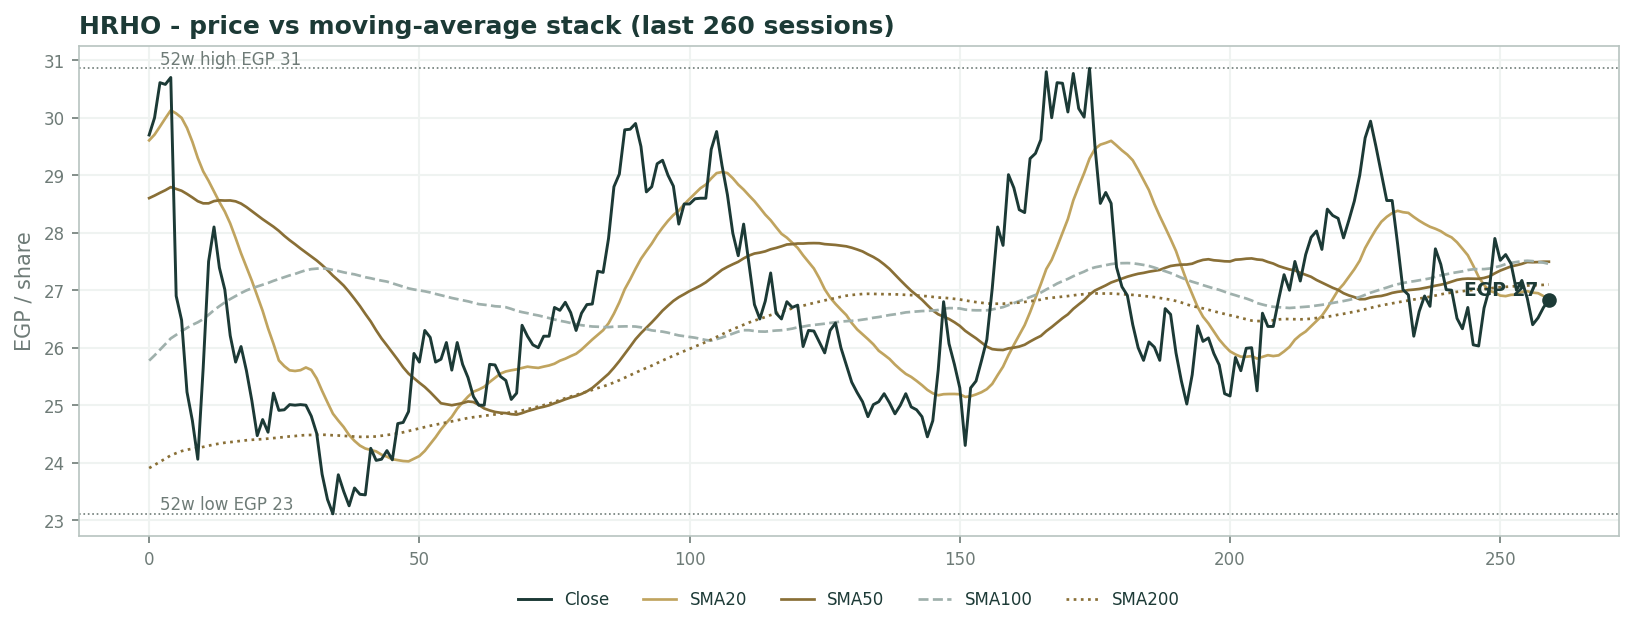 HRHO - price vs moving-average stack (last 260 sessions)
EGP / share
31
30
29
28
27
26
25
24
23
52w high EGP 31
EGP 27
52w low EGP 23
0 50 100 150 200 250
Close SMA20 SMA50 SMA100 SMA200